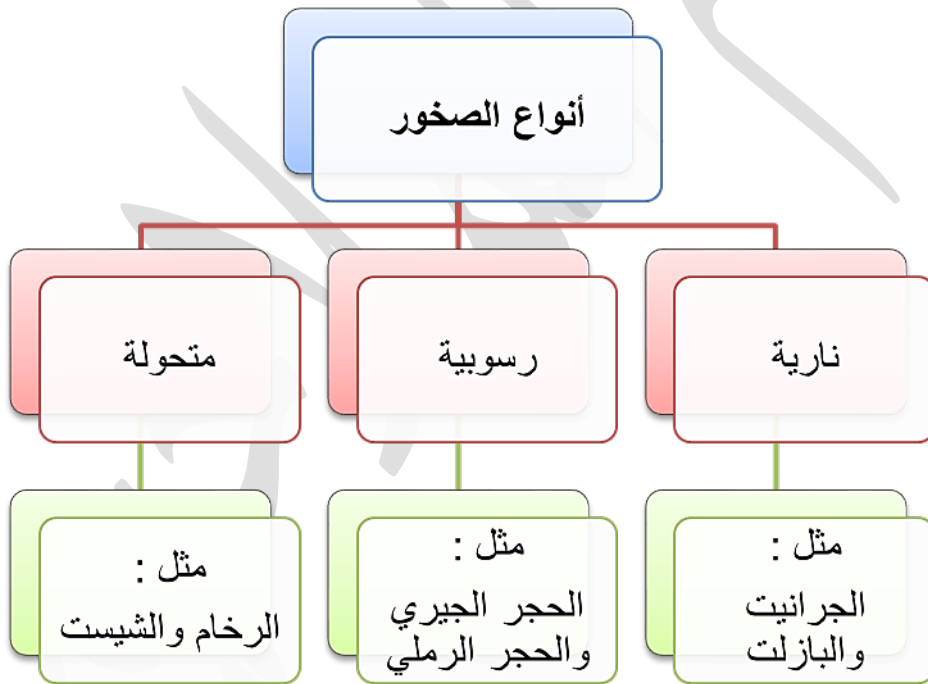 أنواع الصخور
نارية
رسوبية
متحولة
مثل :
الجرانيت
والبازلت
مثل :
الحجر الجيري
والحجر الرملي
مثل :
الرخام والشيست